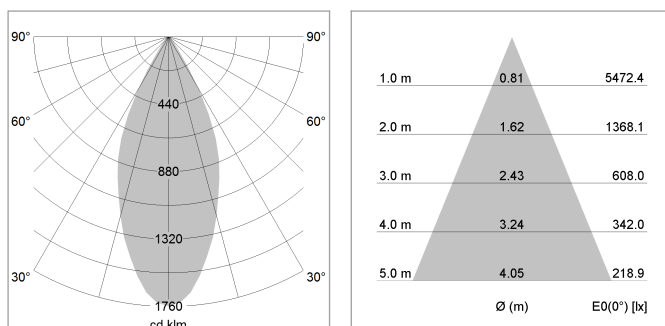 90° 90°
440
60° 60°
880
1320
30° 30°
1760
cd klm
1.0 m 0.81 5472.4
2.0 m 1.62 1368.1
3.0 m 2.43 608.0
4.0 m 3.24 342.0
5.0 m 4.05 218.9
Ø (m) E0(0°) [lx]